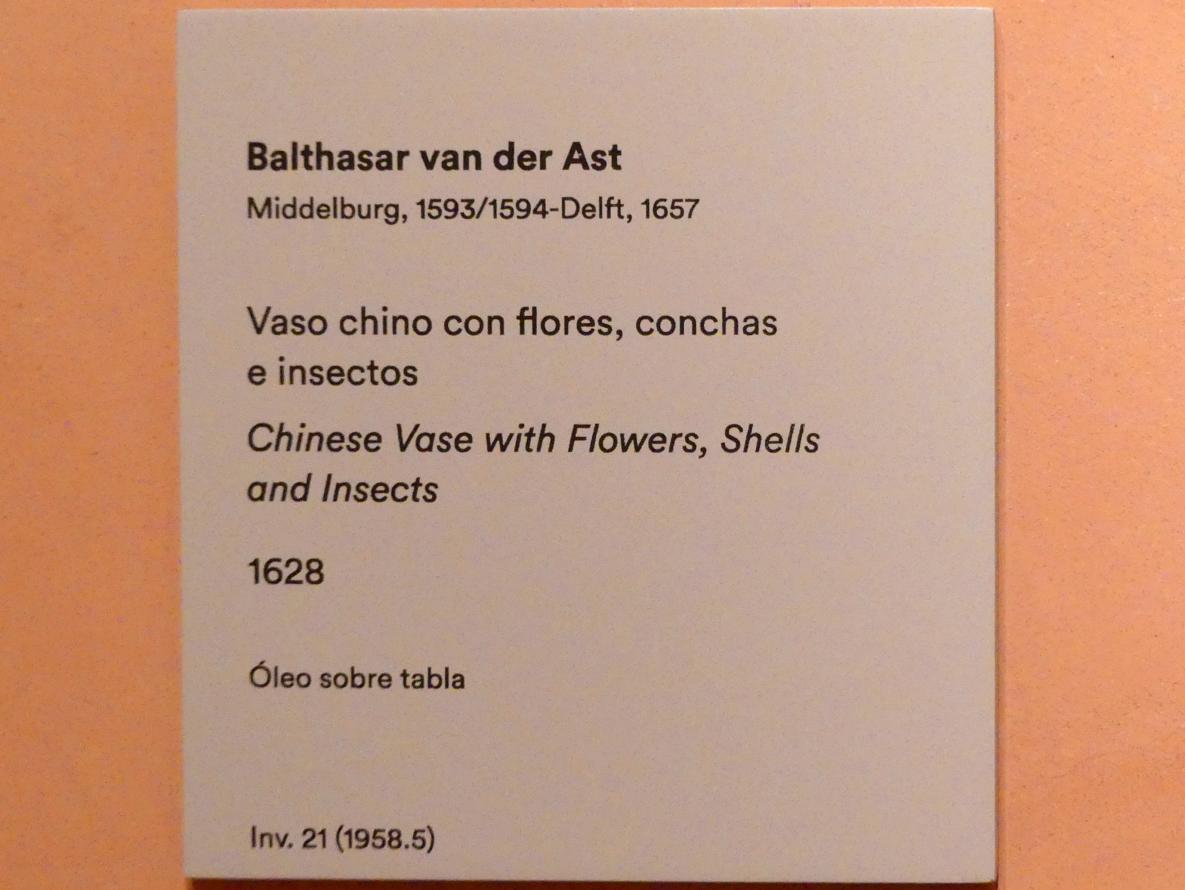 Balthasar van der Ast
Middelburg, 1593/1594-Delft, 1657
Vaso chino con flores, conchas
e insectos
Chinese Vase with Flowers, Shells
and Insects
1628
Óleo sobre tabla
Inv. 21 (1958.5)